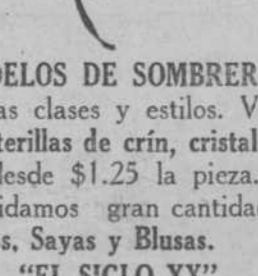 DELOS DE SOMBRER
as clases y estilos. V
terillas de crín, cristal
desde $1.25 la pieza.
idamos gran cantida
s, Sayas y Blusas.
"EL SIGLO XX"